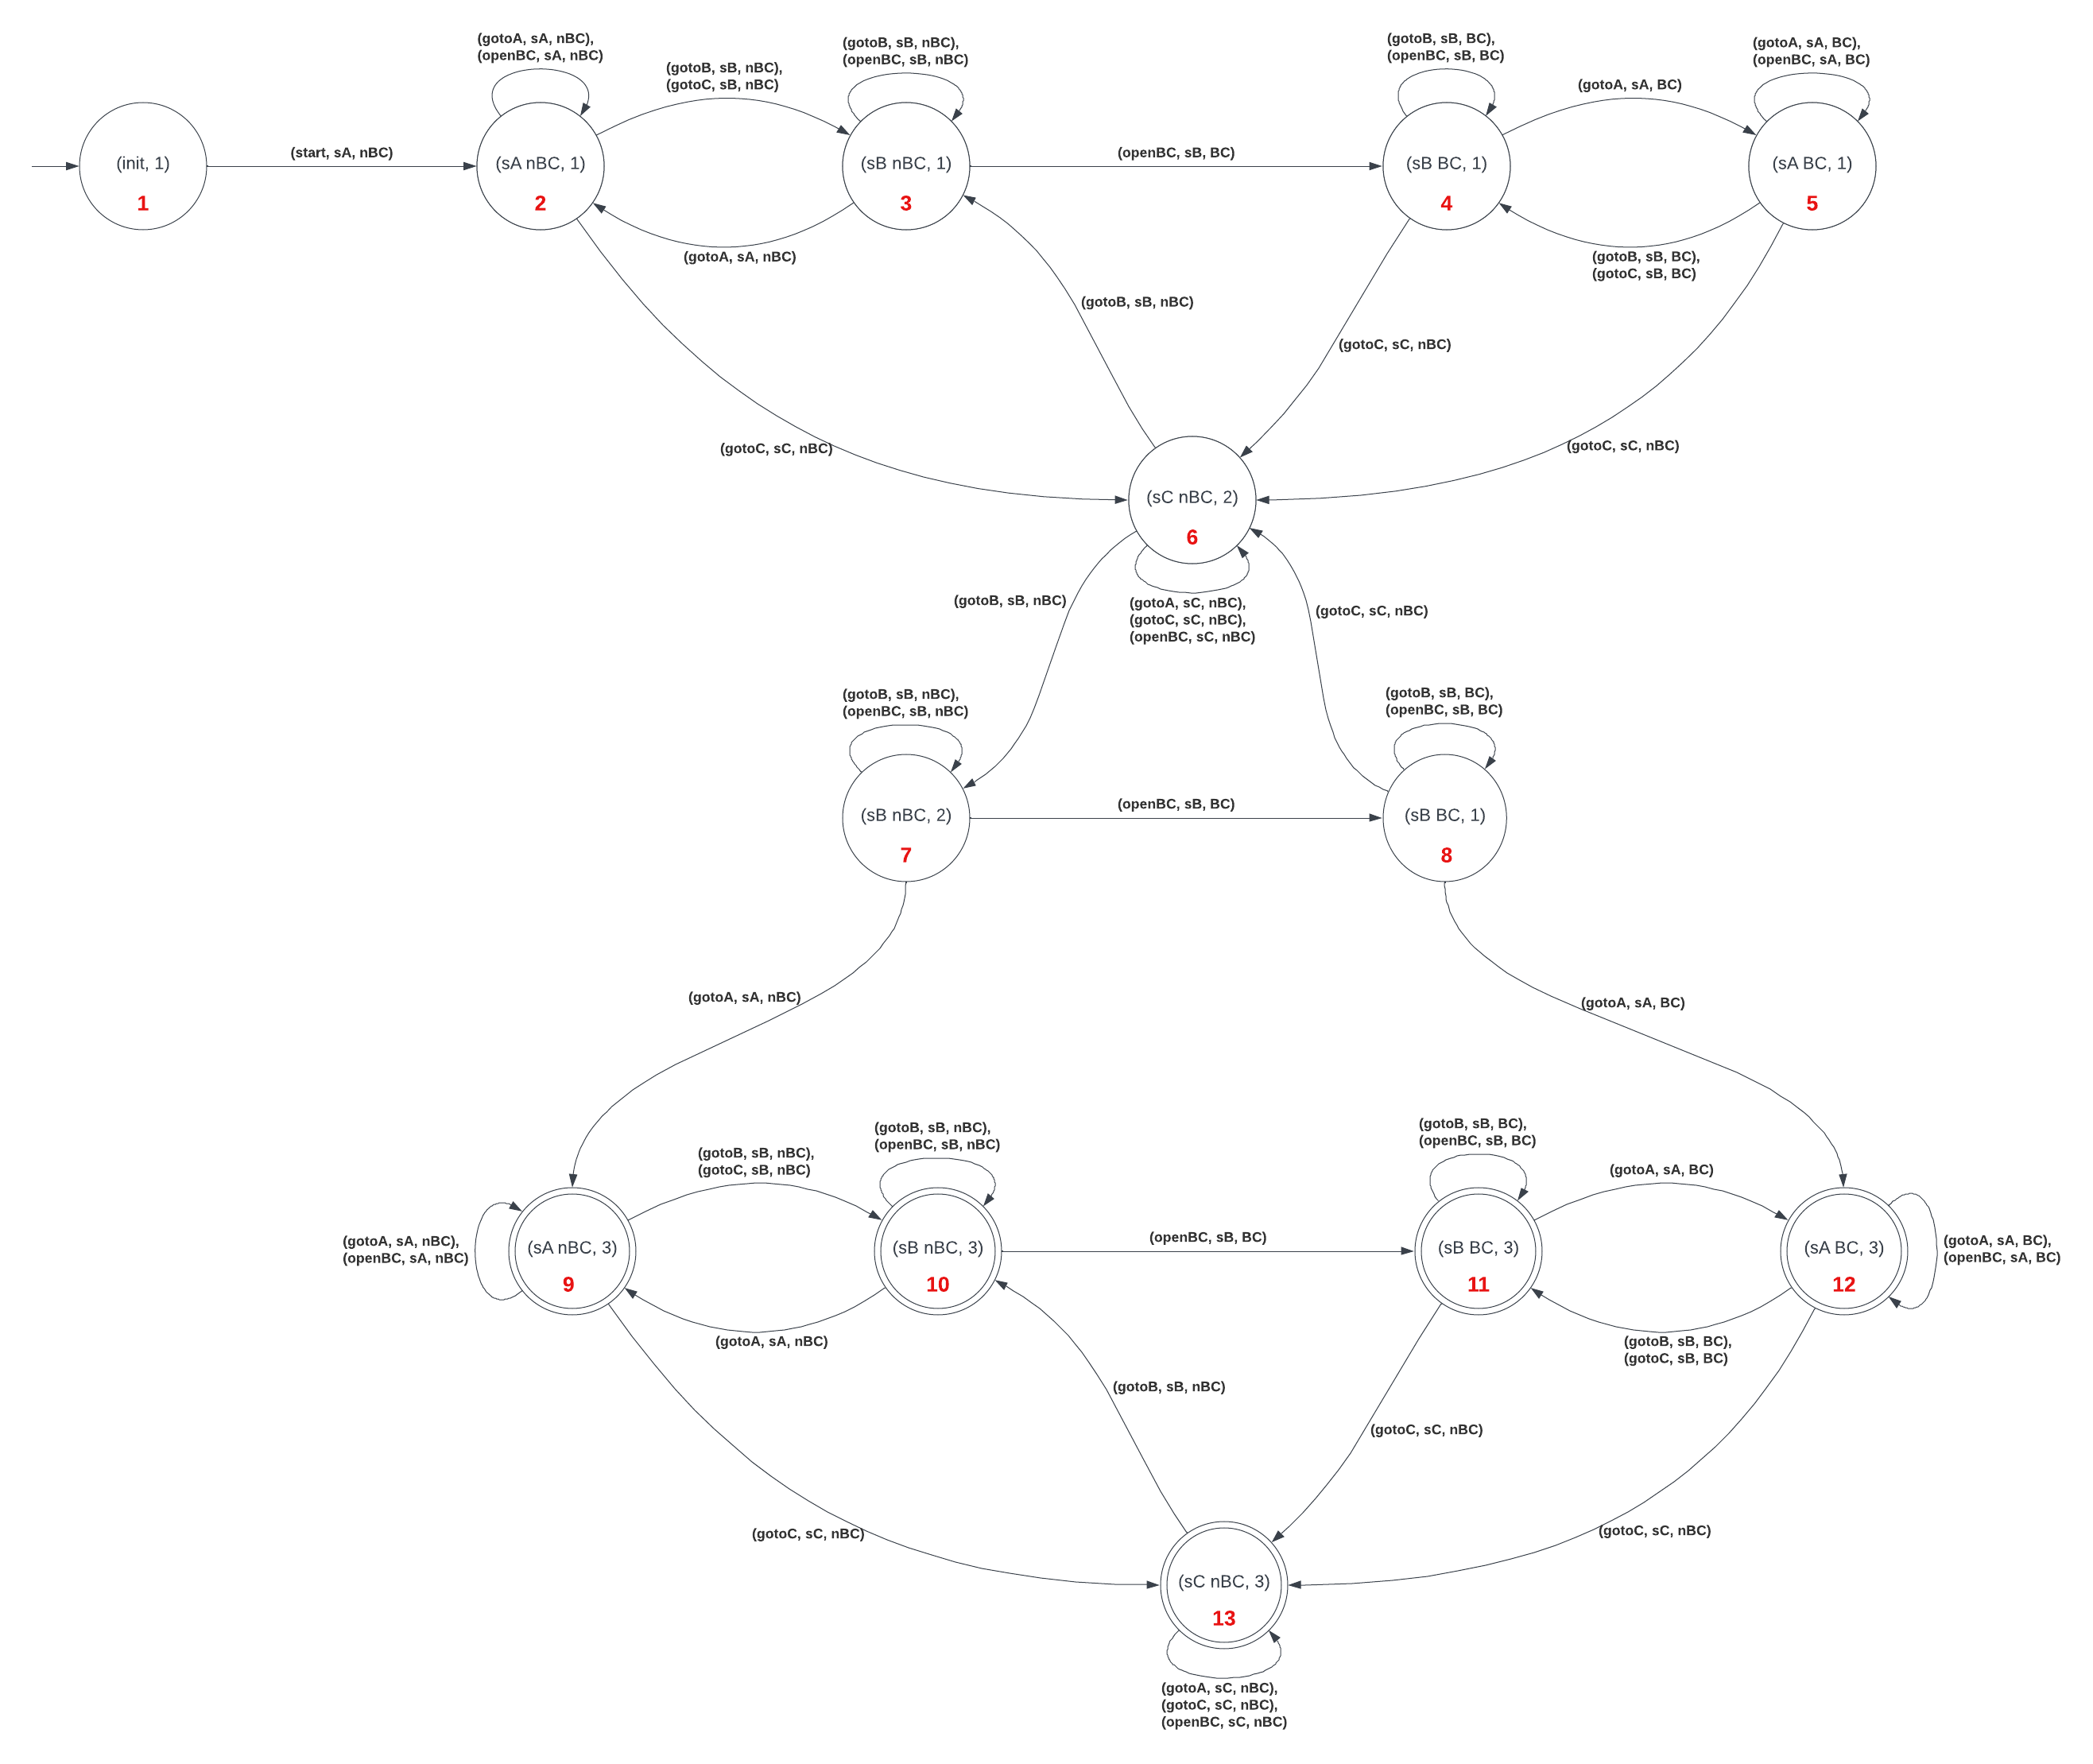 (gotoA, sA, nBC),
(openBC, sA, nBC)
(gotoB, sB, nBC),
(gotoC, sB, nBC)
(gotoB, sB, nBC),
(openBC, sB, nBC)
(gotoB, sB, BC),
(openBC, sB, BC)
(gotoA, sA, BC)
(gotoA, sA, BC),
(openBC, sA, BC)
(init, 1)
1
(start, sA, nBC)
(sA nBC, 1)
2
(sB nBC, 1)
3
(openBC, sB, BC)
(sB BC, 1)
4
(sA BC, 1)
5
(gotoA, sA, nBC)
(gotoB, sB, BC),
(gotoC, sB, BC)
(gotoB, sB, nBC)
(gotoC, sC, nBC)
(gotoC, sC, nBC)
(gotoC, sC, nBC)
(sC nBC, 2)
6
(gotoB, sB, nBC)
(gotoA, sC, nBC),
(gotoC, sC, nBC),
(openBC, sC, nBC)
(gotoC, sC, nBC)
(gotoB, sB, nBC),
(openBC, sB, nBC)
(gotoB, sB, BC),
(openBC, sB, BC)
(sB nBC, 2)
7
(openBC, sB, BC)
(sB BC, 1)
8
(gotoA, sA, nBC)
(gotoA, sA, BC)
(gotoB, sB, nBC),
(gotoC, sB, nBC)
(gotoB, sB, nBC),
(openBC, sB, nBC)
(gotoB, sB, BC),
(openBC, sB, BC)
(gotoA, sA, BC)
(gotoA, sA, nBC),
(openBC, sA, nBC)
(sA nBC, 3)
9
(sB nBC, 3)
10
(openBC, sB, BC)
(sB BC, 3)
11
(sA BC, 3)
12
(gotoA, sA, BC),
(openBC, sA, BC)
(gotoA, sA, nBC)
(gotoB, sB, BC),
(gotoC, sB, BC)
(gotoB, sB, nBC)
(gotoC, sC, nBC)
(gotoC, sC, nBC)
(gotoC, sC, nBC)
(sC nBC, 3)
13
(gotoA, sC, nBC),
(gotoC, sC, nBC),
(openBC, sC, nBC)